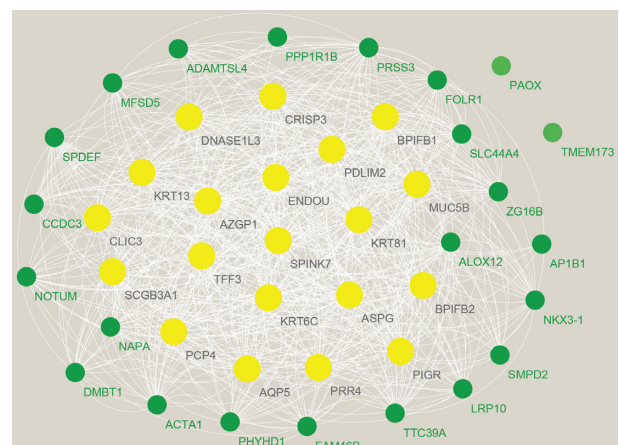 PPP1R1B
ADAMTSL4
PRSS3
PAOX
MFSD5
FOLR1
CRISP3
DNASE1L3
BPIFB1
SLC44A4
TMEM173
SPDEF
PDLIM2
KRT13
ENDOU
MUC5B
ZG16B
CCDC3
AZGP1
CLIC3
KRT81
AP1B1
SPINK7
ALOX12
TFF3
SCGB3A1
NOTUM
BPIFB2
NKX3-1
KRT6C
ASPG
NAPA
PCP4
SMPD2
PIGR
DMBT1
AQP5
PRR4
LRP10
ACTA1
TTC39A
PHYHD1
FAM46B